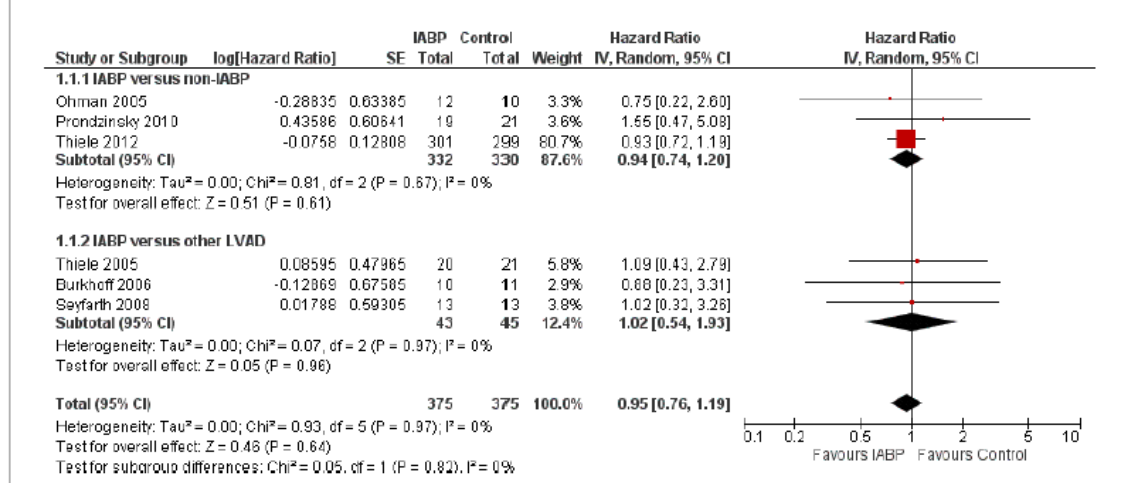 IABP Control Hazard Ratio Hazard Ratio
Study or Subgroup log[Hazard Ratio] SE Total Total Weight IV, Random, 95% CI IV, Random, 95% CI
1.1.1 IABP versus non-IABP
Ohman 2005 -0.28835 0.63385 12 10 3.3% 0.75 [0.22, 2.60]
Prondzinsky 2010 0.43586 0.60641 19 21 3.6% 1.55 [0.47, 5.08]
Thiele 2012 -0.0758 0.12808 301 299 80.7% 0.93 [0.72, 1.19]
Subtotal (95% CI) 332 330 87.6% 0.94 [0.74, 1.20]
Heterogeneity: Tau² = 0.00; Chi² = 0.81, df = 2 (P = 0.67); I² = 0%
Test for overall effect: Z = 0.51 (P = 0.61)
1.1.2 IABP versus other LVAD
Thiele 2005 0.08595 0.47965 20 21 5.8% 1.09 [0.43, 2.79]
Burkhoff 2006 -0.12869 0.67585 10 11 2.9% 0.88 [0.23, 3.31]
Seyfarth 2008 0.01788 0.59305 13 13 3.8% 1.02 [0.32, 3.26]
Subtotal (95% CI) 43 45 12.4% 1.02 [0.54, 1.93]
Heterogeneity: Tau² = 0.00; Chi² = 0.07, df = 2 (P = 0.97); I² = 0%
Test for overall effect: Z = 0.05 (P = 0.96)
Total (95% CI) 375 375 100.0% 0.95 [0.76, 1.19]
Heterogeneity: Tau² = 0.00; Chi² = 0.93, df = 5 (P = 0.97); I² = 0%
Test for overall effect: Z = 0.46 (P = 0.64)
Test for subgroup differences: Chi² = 0.05, df = 1 (P = 0.82), I² = 0%
0.1 0.2 0.5 1 2 5 10
Favours IABP Favours Control